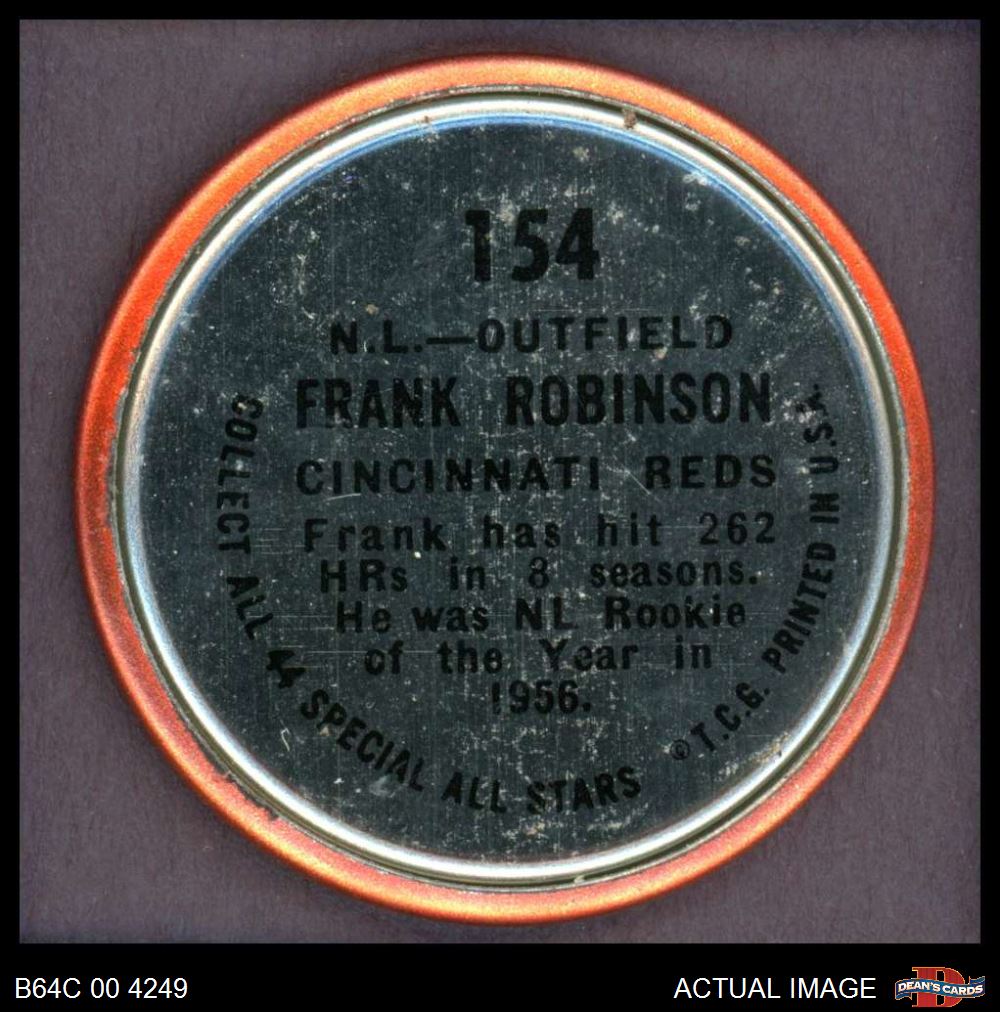 154
N.L.—OUTFIELD
FRANK ROBINSON
CINCINNATI REDS
Frank has hit 262
HRs in 8 seasons.
He was NL Rookie
of the Year in
1956.
COLLECT ALL 44 SPECIAL ALL STARS
© T.C.G. PRINTED IN U.S.A.
B64C 00 4249
ACTUAL IMAGE
DEAN'S CARDS